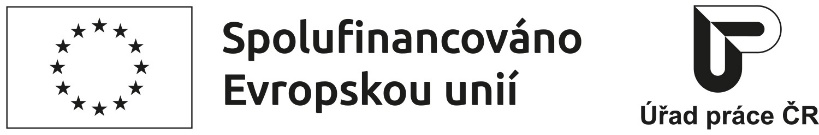 Spolufinancováno
Evropskou unií
Úřad práce ČR